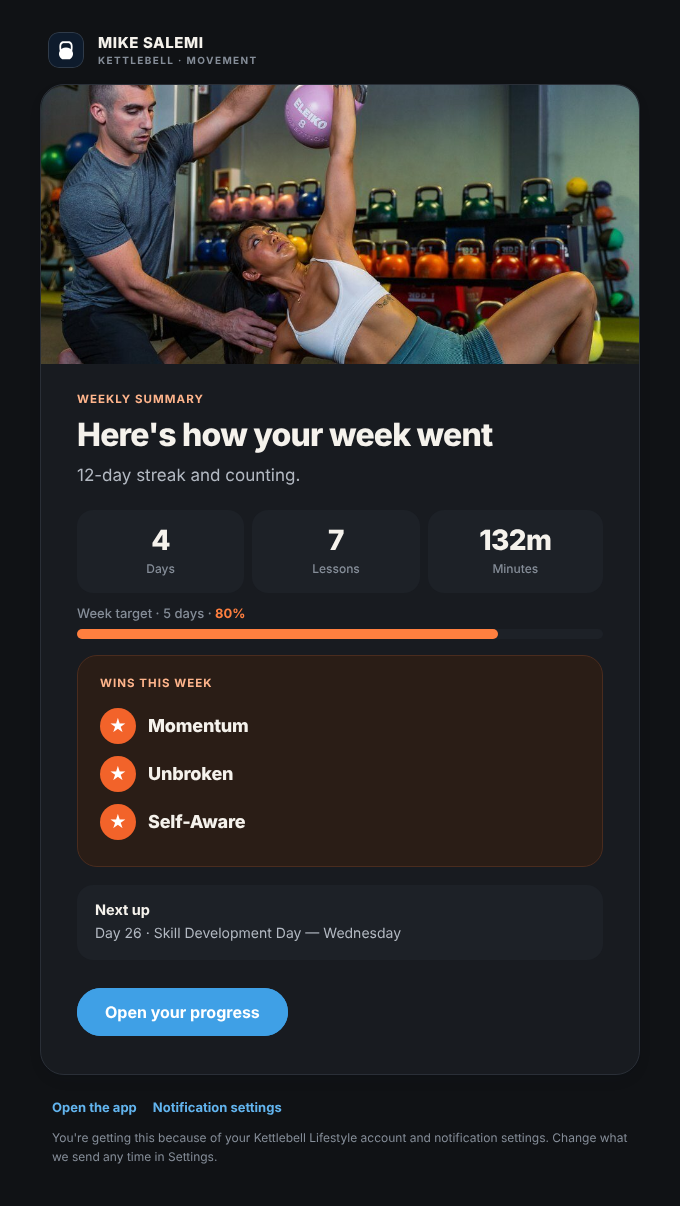 MIKE SALEMI
KETTLEBELL · MOVEMENT
ELEIKO
8
WEEKLY SUMMARY
Here's how your week went
12-day streak and counting.
4
Days
7
Lessons
132m
Minutes
Week target · 5 days · 80%
WINS THIS WEEK
★ Momentum
★ Unbroken
★ Self-Aware
Next up
Day 26 · Skill Development Day — Wednesday
Open your progress
Open the app
Notification settings
You're getting this because of your Kettlebell Lifestyle account and notification settings. Change what
we send any time in Settings.